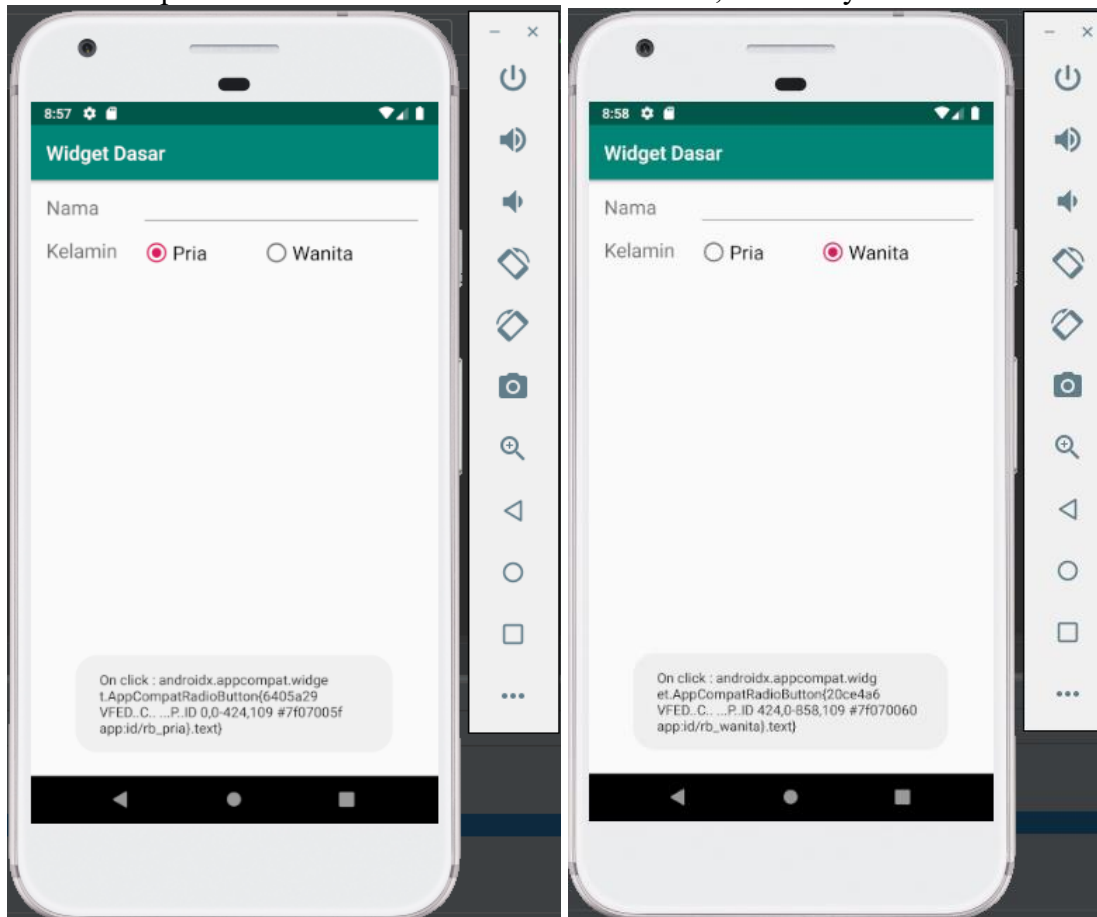 8:57
Widget Dasar
Nama
Kelamin Pria Wanita
On click : androidx.appcompat.widge
t.AppCompatRadioButton{6405a29
VFED..C.. ...P..ID 0,0-424,109 #7f07005f
app:id/rb_pria}.text}
8:58
Widget Dasar
Nama
Kelamin Pria Wanita
On click : androidx.appcompat.widg
et.AppCompatRadioButton{20ce4a6
VFED..C.. ...P..ID 424,0-858,109 #7f070060
app:id/rb_wanita}.text}